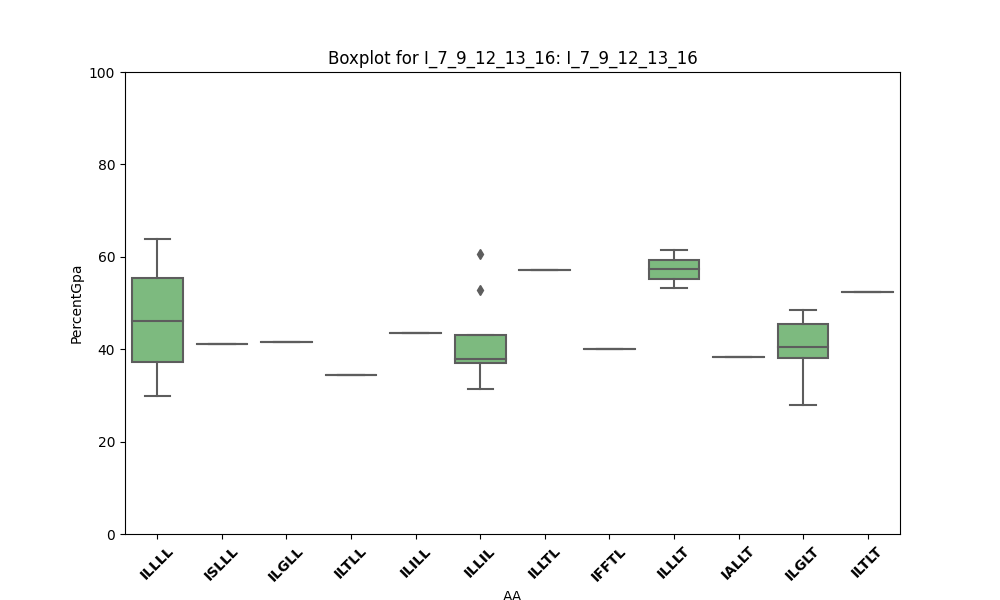 Boxplot for I_7_9_12_13_16: I_7_9_12_13_16
100
80
60
40
20
0
PercentGpa
ILLLL
ISLLL
ILGLL
ILTLL
ILILL
ILLIL
ILLTL
IFFTL
ILLLT
IALLT
ILGLT
ILTLT
AA